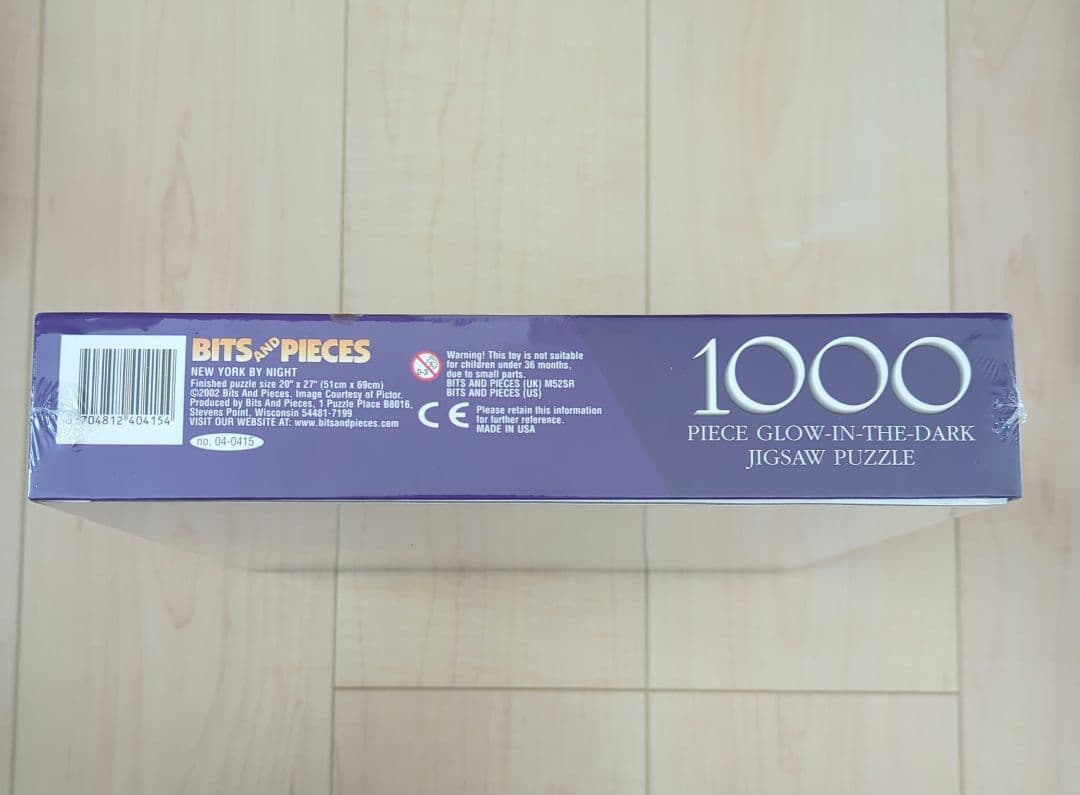 BITS AND PIECES
NEW YORK BY NIGHT
Finished puzzle size 20" x 27" (51cm x 69cm)
©2002 Bits And Pieces. Image Courtesy of Pictor.
Produced by Bits And Pieces, 1 Puzzle Place B8016,
Stevens Point, Wisconsin 54481-7199
VISIT OUR WEBSITE AT: www.bitsandpieces.com
no. 04-0415
704812 404154
0-3
Warning! This toy is not suitable
for children under 36 months,
due to small parts.
BITS AND PIECES (UK) M52SR
BITS AND PIECES (US)
CE
Please retain this information
for further reference.
MADE IN USA
1000
PIECE GLOW-IN-THE-DARK
JIGSAW PUZZLE